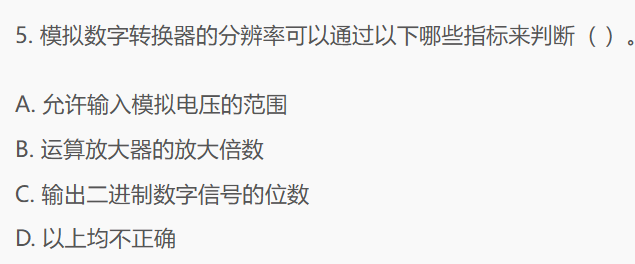 5. 模拟数字转换器的分辨率可以通过以下哪些指标来判断（ ）。
A. 允许输入模拟电压的范围
B. 运算放大器的放大倍数
C. 输出二进制数字信号的位数
D. 以上均不正确